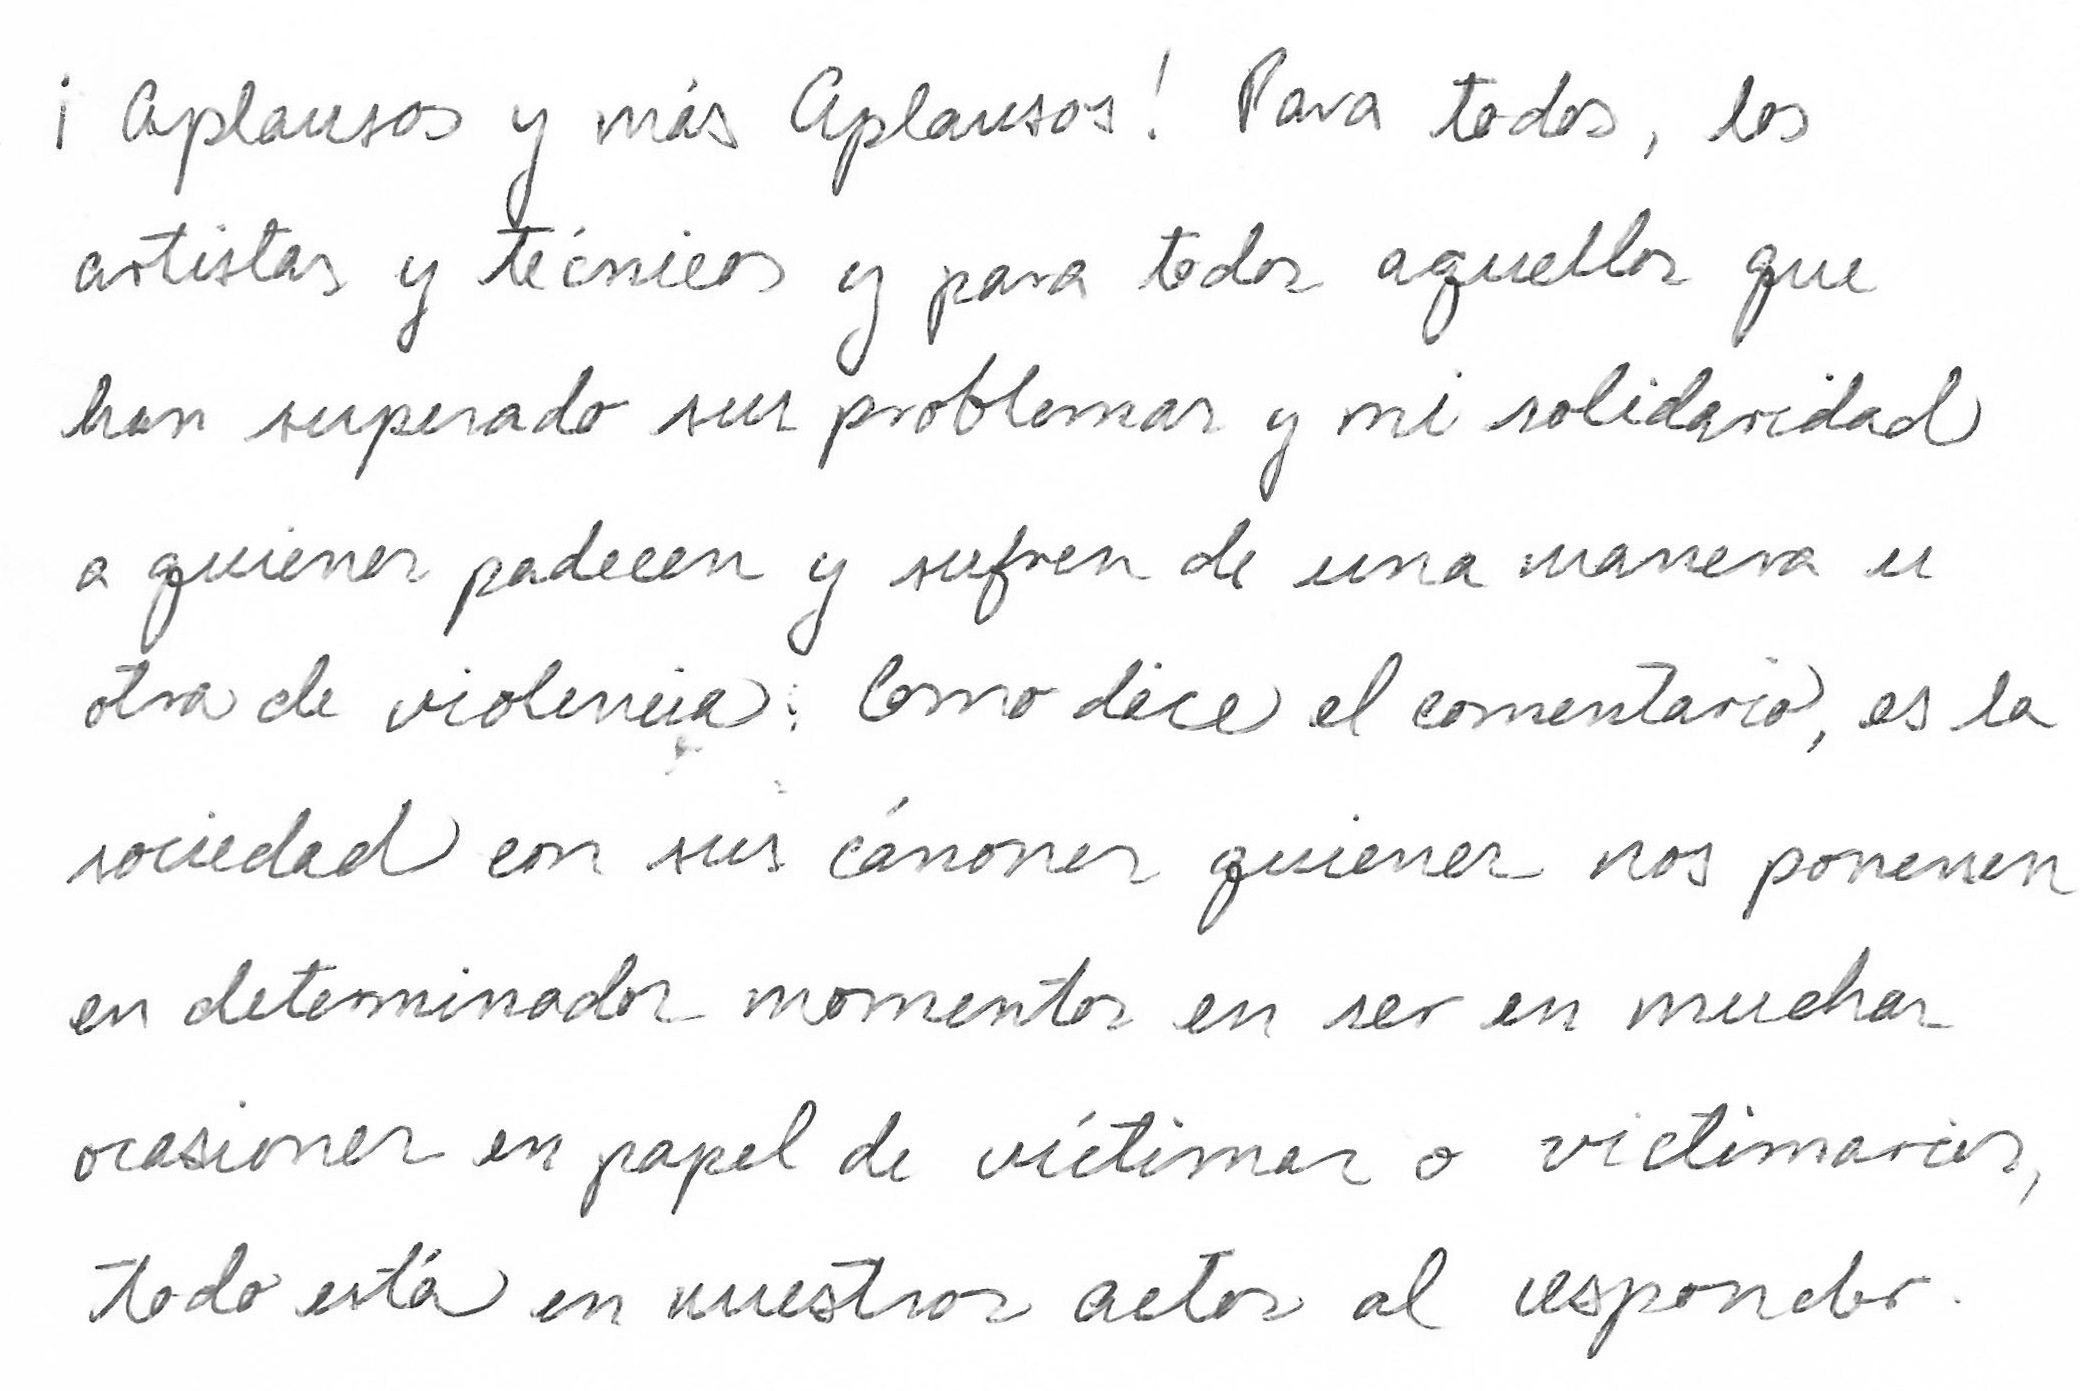 ¡ Aplausos y más Aplausos! Para todos, los
artistas y técnicos y para todos aquellos que
han superado sus problemas y mi solidaridad
a quienes padecen y sufren de una manera u
otra de violencia: Como dice el comentario, es la
sociedad con sus cánones quienes nos ponenen
en determinados momentos en ser en muchas
ocasiones en papel de víctimas o victimarios,
todo está en nuestros actos al responder.